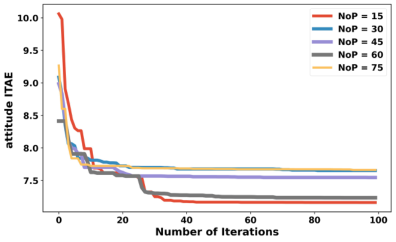 NoP = 15
NoP = 30
NoP = 45
NoP = 60
NoP = 75
attitude ITAE
10.0
9.5
9.0
8.5
8.0
7.5
0 20 40 60 80 100
Number of Iterations